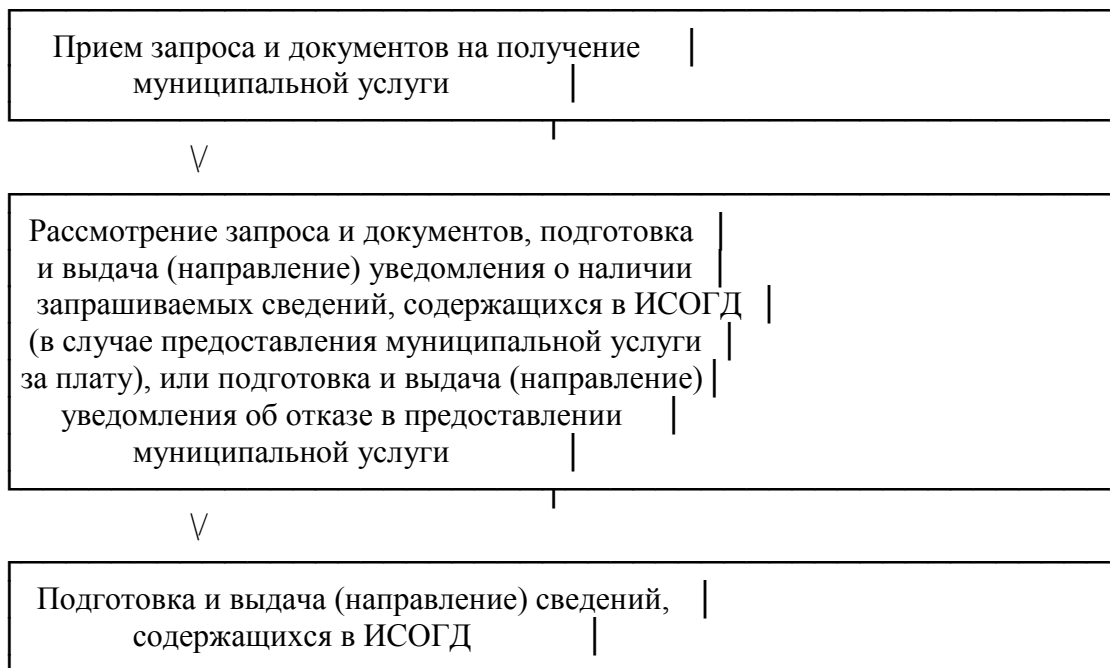 Прием запроса и документов на получение
муниципальной услуги
Рассмотрение запроса и документов, подготовка
и выдача (направление) уведомления о наличии
запрашиваемых сведений, содержащихся в ИСОГД
(в случае предоставления муниципальной услуги
за плату), или подготовка и выдача (направление)
уведомления об отказе в предоставлении
муниципальной услуги
Подготовка и выдача (направление) сведений,
содержащихся в ИСОГД